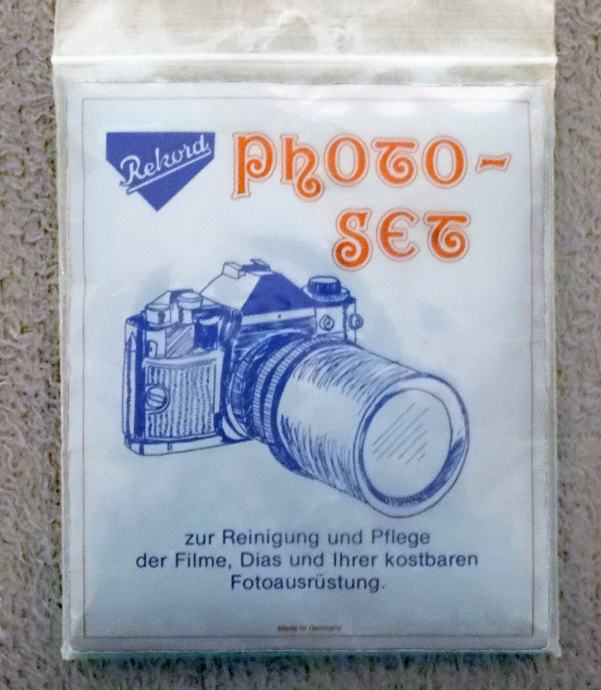 Rekord
PHOTO-
SET
zur Reinigung und Pflege
der Filme, Dias und Ihrer kostbaren
Fotoausrüstung.
Made in Germany